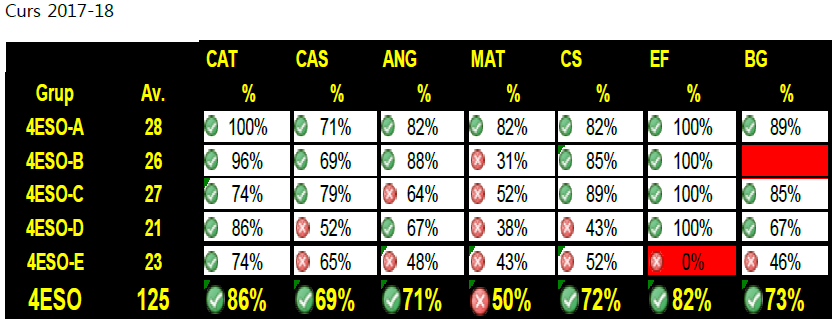 Curs 2017-18
CAT CAS ANG MAT CS EF BG
Grup Av. % % % % % % %
4ESO-A 28 100% 71% 82% 82% 82% 100% 89%
4ESO-B 26 96% 69% 88% 31% 85% 100%
4ESO-C 27 74% 79% 64% 52% 89% 100% 85%
4ESO-D 21 86% 52% 67% 38% 43% 100% 67%
4ESO-E 23 74% 65% 48% 43% 52% 0% 46%
4ESO 125 86% 69% 71% 50% 72% 82% 73%